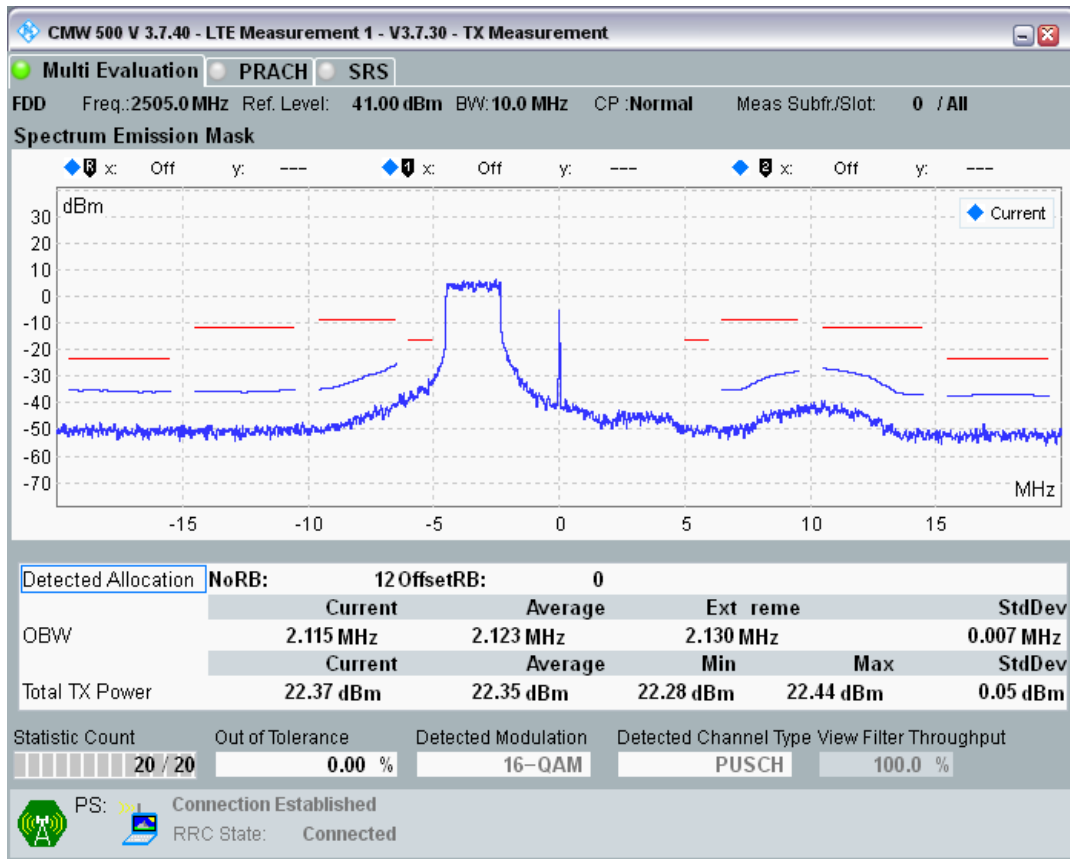 CMW 500 V 3.7.40 - LTE Measurement 1 - V3.7.30 - TX Measurement
Multi Evaluation PRACH SRS
FDD Freq.:2505.0 MHz Ref. Level: 41.00 dBm BW:10.0 MHz CP :Normal Meas Subfr./Slot: 0 / All
Spectrum Emission Mask
R x: Off y: --- 1 x: Off y: --- 2 x: Off y: ---
dBm
Current
30
20
10
0
-10
-20
-30
-40
-50
-60
-70
MHz
-15 -10 -5 0 5 10 15
Detected Allocation NoRB: 12 OffsetRB: 0
Current Average Ext reme StdDev
OBW 2.115 MHz 2.123 MHz 2.130 MHz 0.007 MHz
Current Average Min Max StdDev
Total TX Power 22.37 dBm 22.35 dBm 22.28 dBm 22.44 dBm 0.05 dBm
Statistic Count Out of Tolerance Detected Modulation Detected Channel Type View Filter Throughput
20 / 20 0.00 % 16-QAM PUSCH 100.0 %
PS: Connection Established
RRC State: Connected